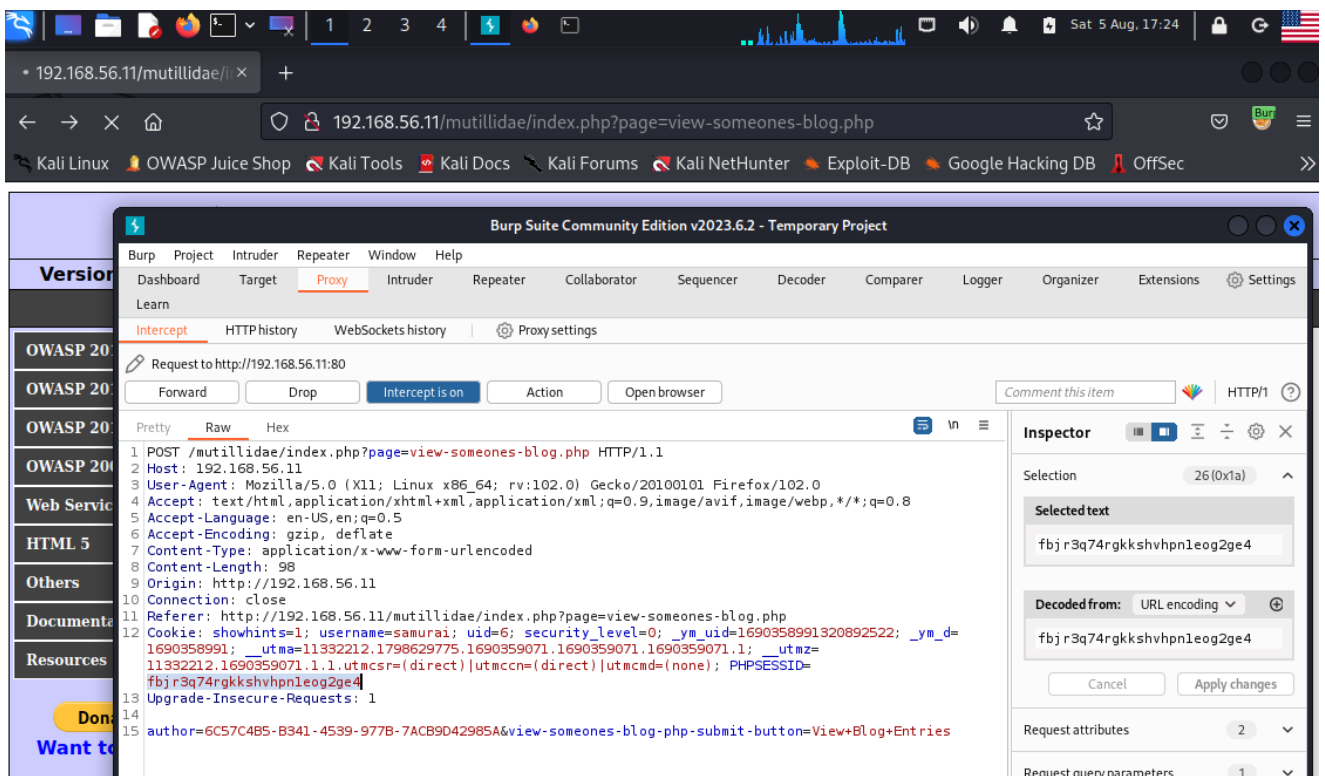 1 2 3 4 Sat 5 Aug, 17:24
192.168.56.11/mutillidae/i
192.168.56.11/mutillidae/index.php?page=view-someones-blog.php Burp
Kali Linux OWASP Juice Shop Kali Tools Kali Docs Kali Forums Kali NetHunter Exploit-DB Google Hacking DB OffSec
Burp Suite Community Edition v2023.6.2 - Temporary Project
Burp Project Intruder Repeater Window Help
Dashboard Target Proxy Intruder Repeater Collaborator Sequencer Decoder Comparer Logger Organizer Extensions Settings
Learn
Intercept HTTP history WebSockets history Proxy settings
Request to http://192.168.56.11:80
Forward Drop Intercept is on Action Open browser Comment this item HTTP/1
Pretty Raw Hex \n
1 POST /mutillidae/index.php?page=view-someones-blog.php HTTP/1.1
2 Host: 192.168.56.11
3 User-Agent: Mozilla/5.0 (X11; Linux x86_64; rv:102.0) Gecko/20100101 Firefox/102.0
4 Accept: text/html,application/xhtml+xml,application/xml;q=0.9,image/avif,image/webp,*/*;q=0.8
5 Accept-Language: en-US,en;q=0.5
6 Accept-Encoding: gzip, deflate
7 Content-Type: application/x-www-form-urlencoded
8 Content-Length: 98
9 Origin: http://192.168.56.11
10 Connection: close
11 Referer: http://192.168.56.11/mutillidae/index.php?page=view-someones-blog.php
12 Cookie: showhints=1; username=samurai; uid=6; security_level=0; _ym_uid=1690358991320892522; _ym_d=
1690358991; __utma=11332212.1798629775.1690359071.1690359071.1690359071.1; __utmz=
11332212.1690359071.1.1.utmcsr=(direct)|utmccn=(direct)|utmcmd=(none); PHPSESSID=
fbjr3q74rgkkshvhpnleog2ge4
13 Upgrade-Insecure-Requests: 1
14
15 author=6C57C4B5-B341-4539-977B-7ACB9D42985A&view-someones-blog-php-submit-button=View+Blog+Entries
Inspector
Selection 26 (0x1a)
Selected text
fbjr3q74rgkkshvhpnleog2ge4
Decoded from: URL encoding
fbjr3q74rgkkshvhpnleog2ge4
Cancel Apply changes
Request attributes 2
Request query parameters 1
Version
OWASP 201
OWASP 201
OWASP 201
OWASP 200
Web Servic
HTML 5
Others
Documenta
Resources
Dona
Want to